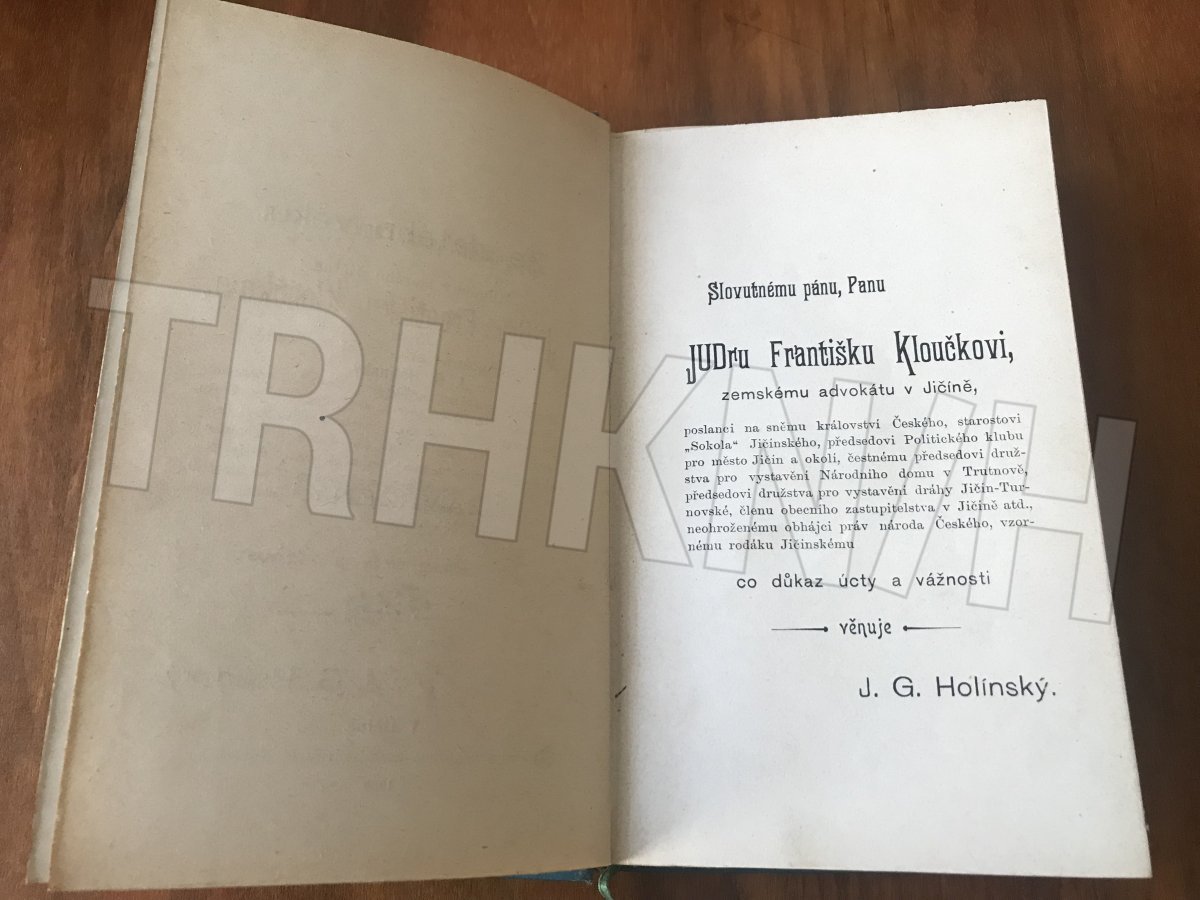 Slovutnému pánu, Panu
JUDru Františku Kloučkovi,
zemskému advokátu v Jičíně,
poslanci na sněmu království Českého, starostovi
„Sokola“ Jičínského, předsedovi Politického klubu
pro město Jičín a okolí, čestnému předsedovi druž-
stva pro vystavění Národního domu v Trutnově,
předsedovi družstva pro vystavění dráhy Jičín-Tur-
novské, členu obecního zastupitelstva v Jičíně atd.,
neohroženému obhájci práv národa Českého, vzor-
nému rodáku Jičínskému
co důkaz úcty a vážnosti
věnuje
J. G. Holínský.
TRHKNIH